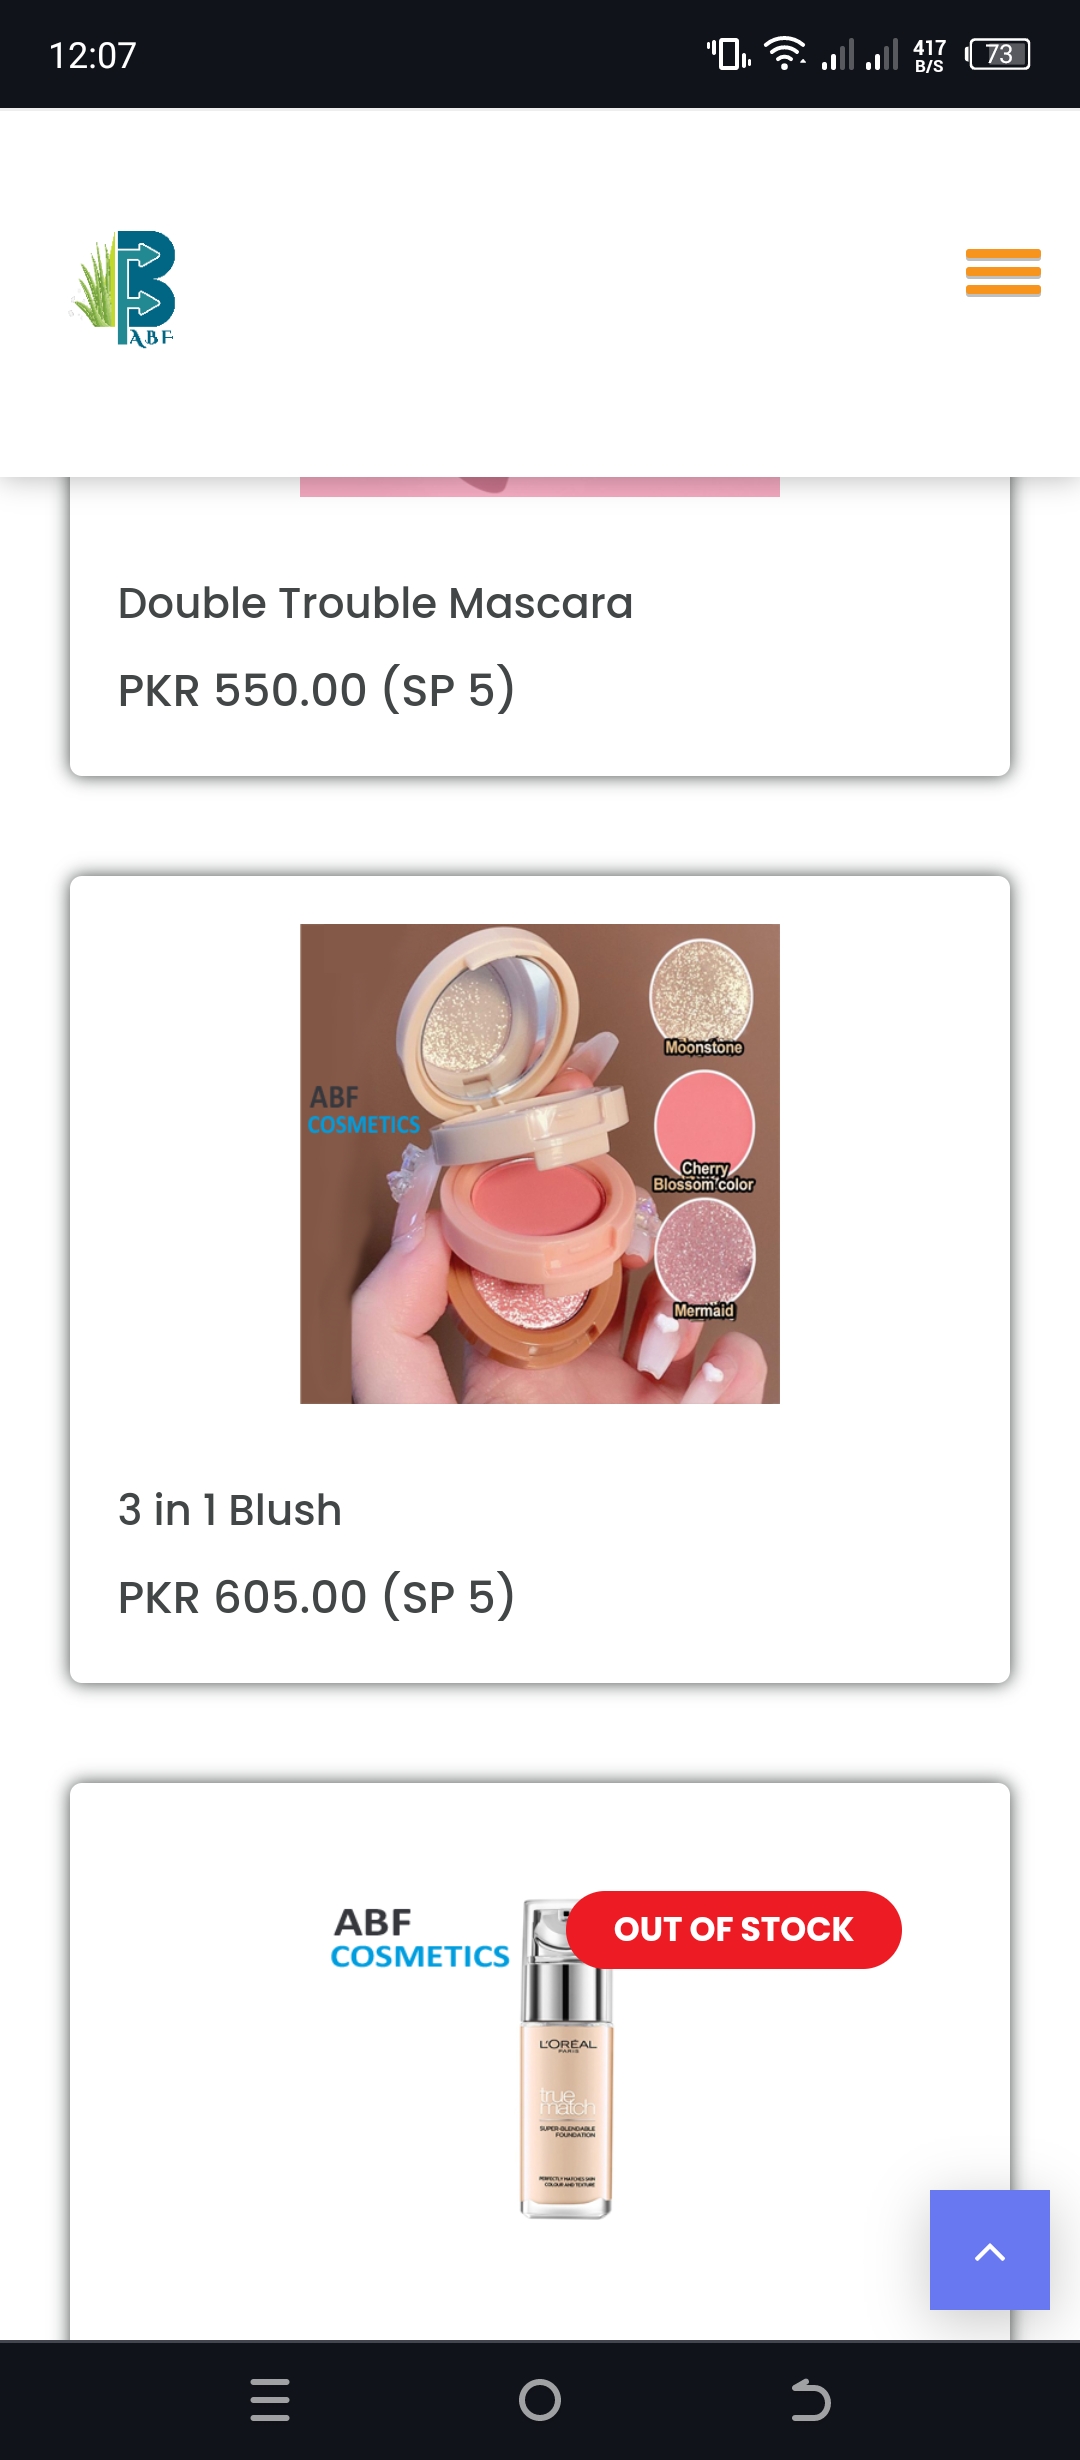 12:07
417
B/S
73
ABF
Double Trouble Mascara
PKR 550.00 (SP 5)
ABF
COSMETICS
Moonstone
Cherry
Blossom color
Mermaid
3 in 1 Blush
PKR 605.00 (SP 5)
ABF
COSMETICS
OUT OF STOCK
L'ORÉAL
PARIS
true
match
SUPER-BLENDABLE
FOUNDATION
PERFECTLY MATCHES SKIN
COLOUR AND TEXTURE